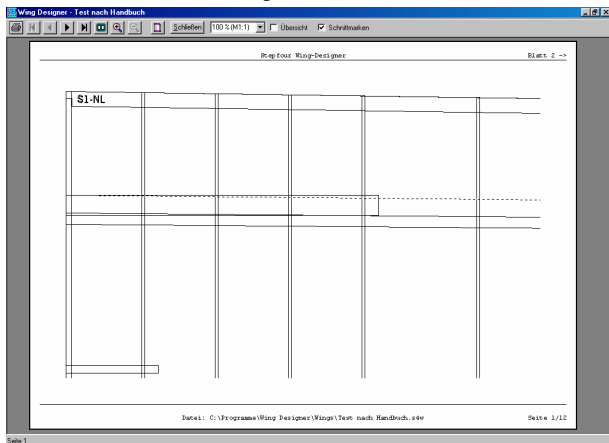 Wing Designer - Test nach Handbuch
Schließen 100 % (M1:1) Übersicht Schnittmarken
Stepfour Wing-Designer Blatt 2 ->
S1-NL
Datei: C:\Programme\Wing Designer\Wings\Test nach Handbuch.s4w Seite 1/12
Seite 1